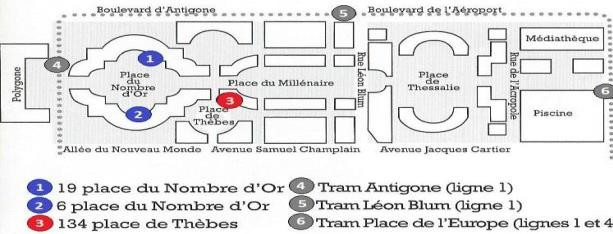 Boulevard d'Antigone
5
Boulevard de l'Aéroport
Médiathèque
1
4
Polygone
Place
du
Nombre
d'Or
Place du Millénaire
Rue Léon Blum
Place
de
Thessalie
Rue de l'Acropole
6
3
2
Place
de
Thèbes
Piscine
Allée du Nouveau Monde
Avenue Samuel Champlain
Avenue Jacques Cartier
1 19 place du Nombre d'Or
4 Tram Antigone (ligne 1)
2 6 place du Nombre d'Or
5 Tram Léon Blum (ligne 1)
3 134 place de Thèbes
6 Tram Place de l'Europe (lignes 1 et 4